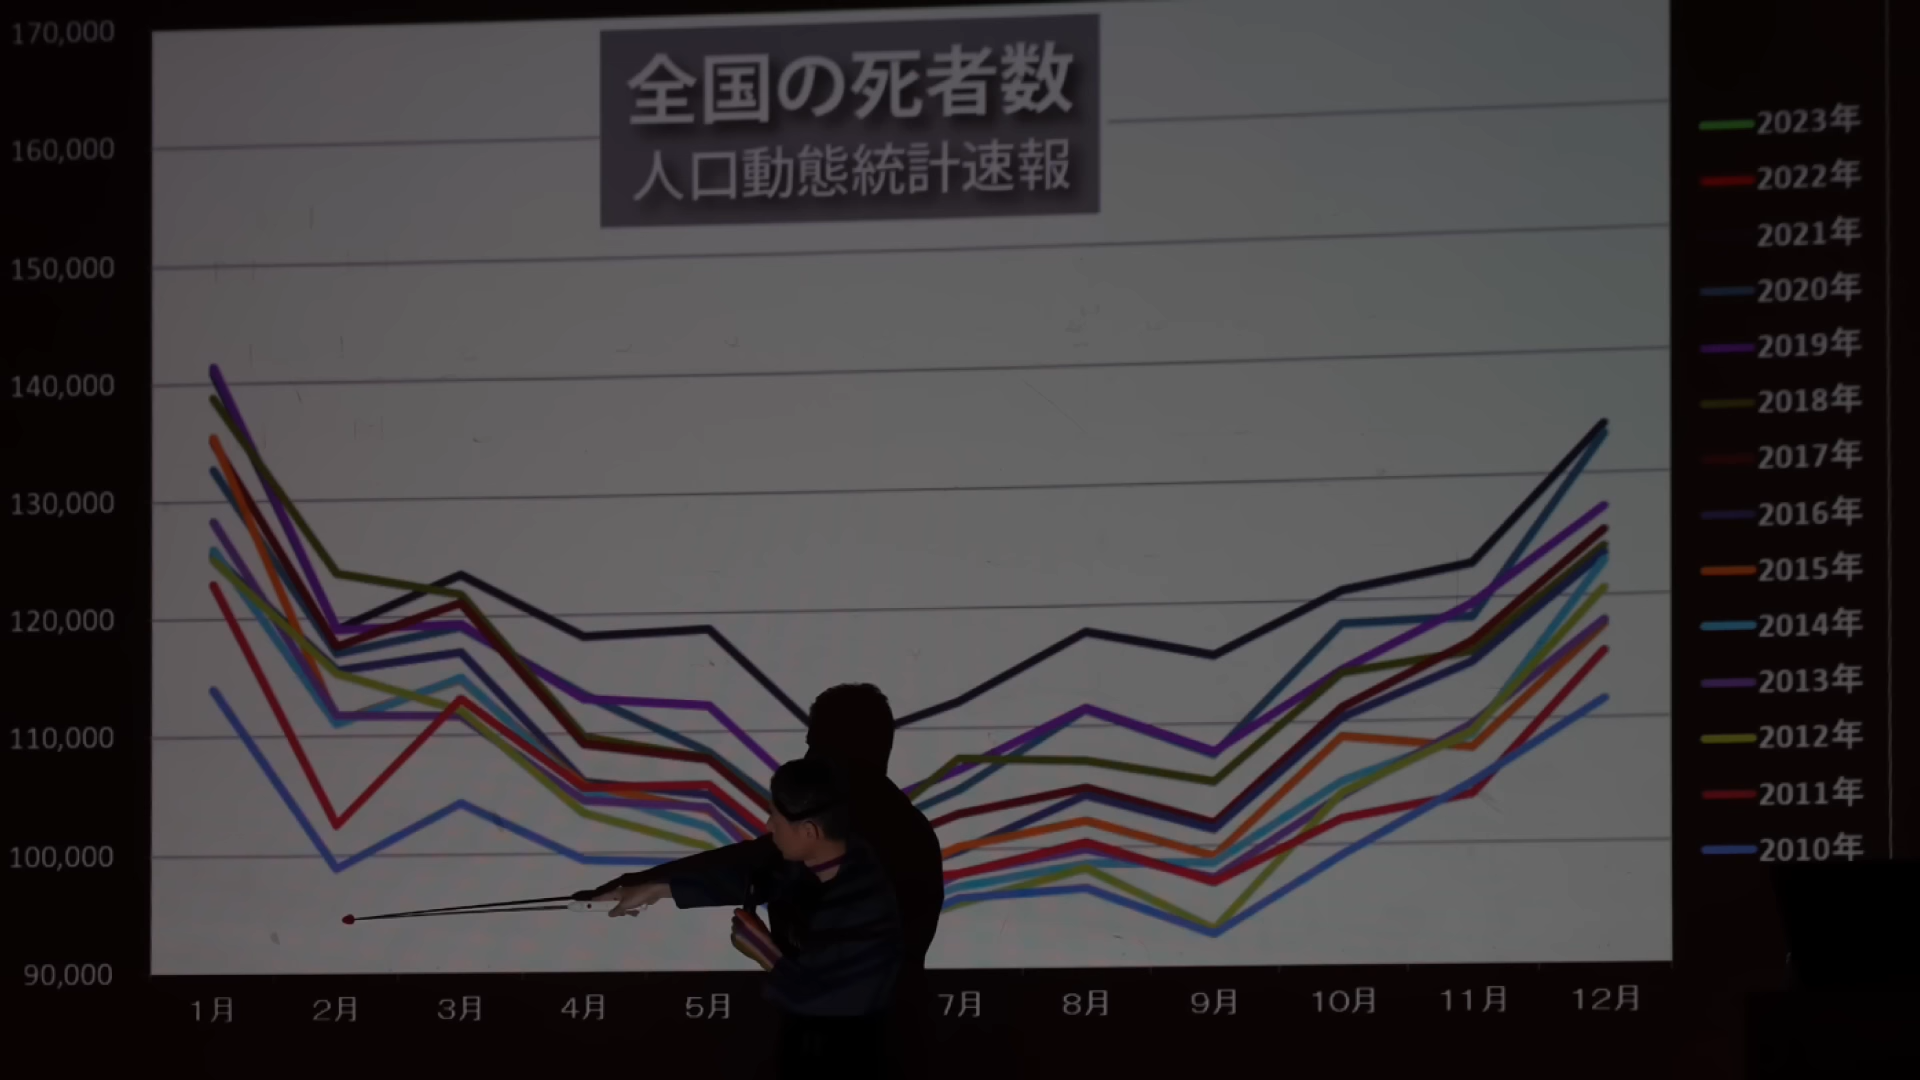 全国の死者数
人口動態統計速報
170,000
160,000
150,000
140,000
130,000
120,000
110,000
100,000
90,000
1月
2月
3月
4月
5月
7月
8月
9月
10月
11月
12月
2023年
2022年
2021年
2020年
2019年
2018年
2017年
2016年
2015年
2014年
2013年
2012年
2011年
2010年